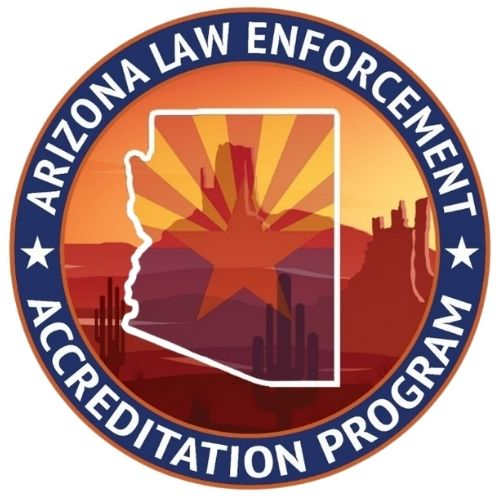 ARIZONA LAW ENFORCEMENT
ACCREDITATION PROGRAM